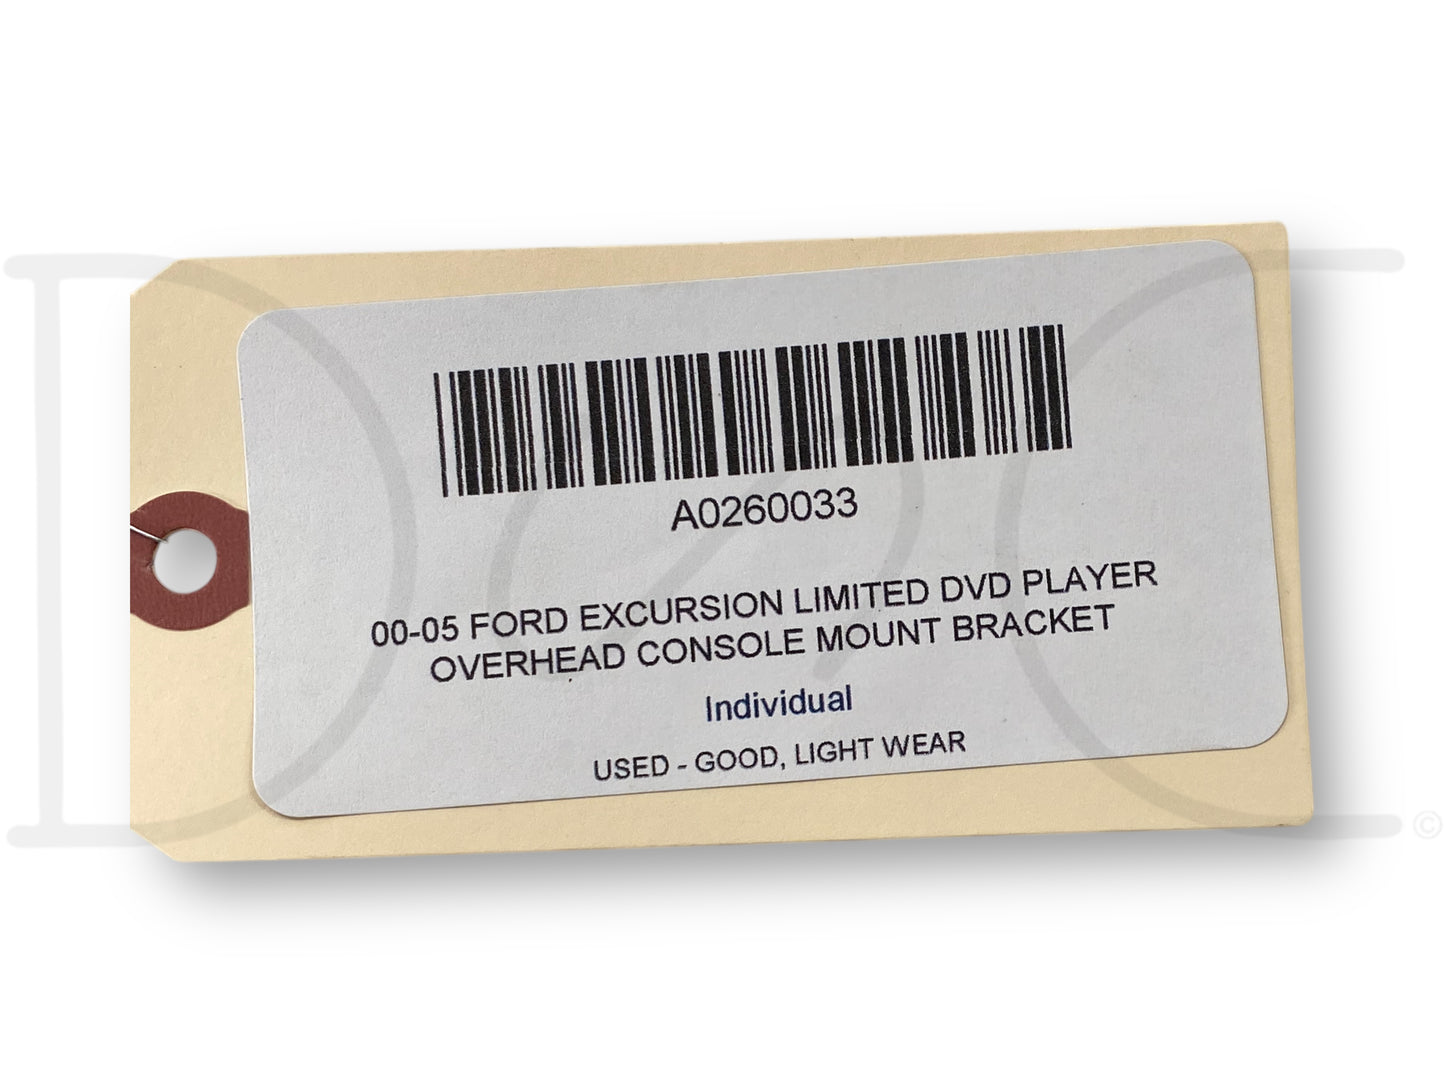 A0260033
00-05 FORD EXCURSION LIMITED DVD PLAYER
OVERHEAD CONSOLE MOUNT BRACKET
Individual
USED - GOOD, LIGHT WEAR
©